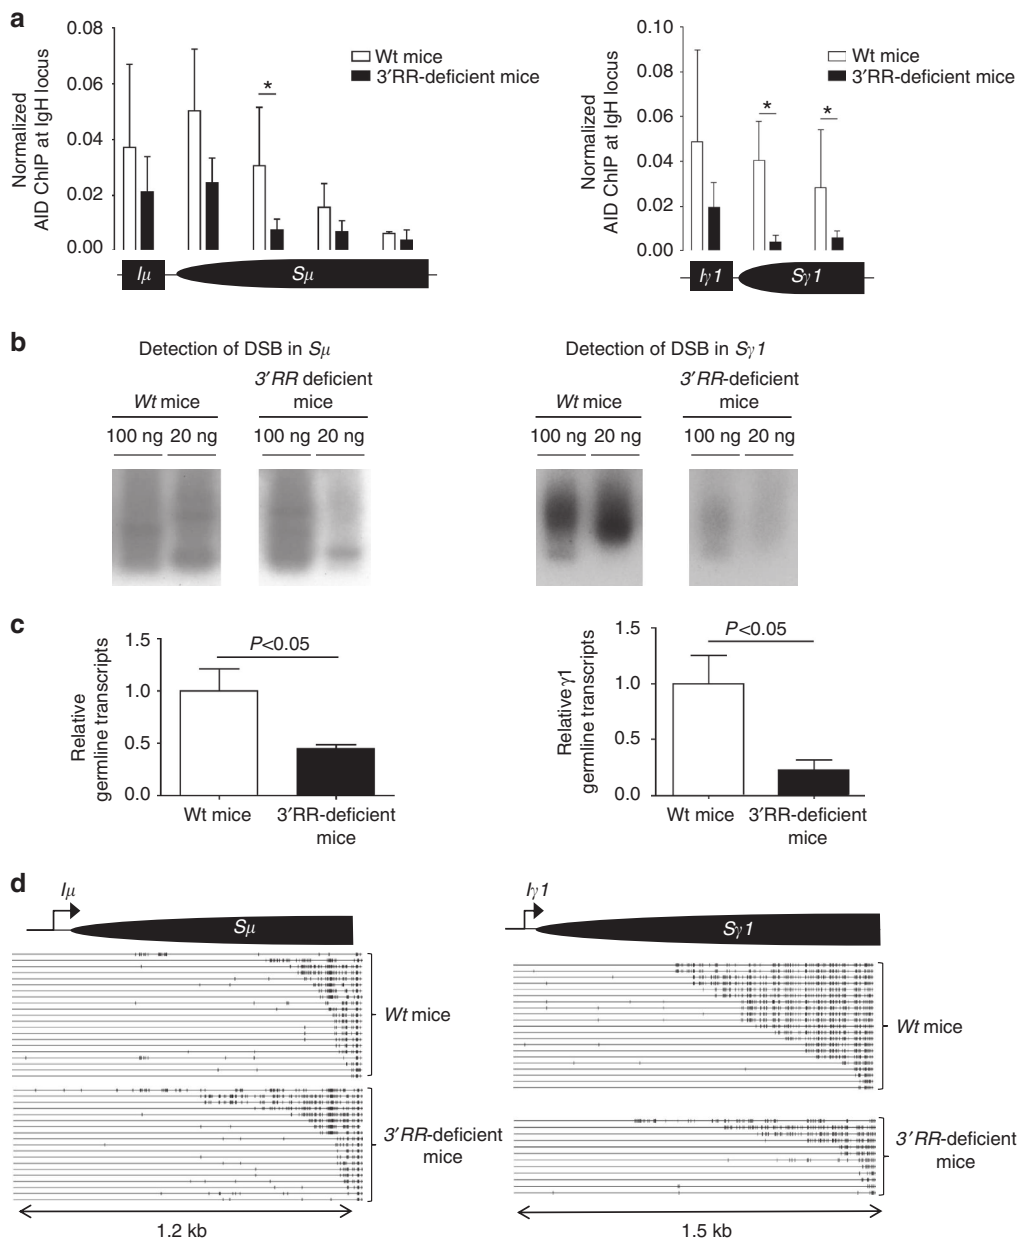 a
Normalized
AID ChIP at IgH locus
0.08
0.06
0.04
0.02
0.00
*
Wt mice
3′RR-deficient mice
Iμ
Sμ
Normalized
AID ChIP at IgH locus
0.10
0.08
0.06
0.04
0.02
0.00
*
*
Wt mice
3′RR-deficient mice
Iγ1
Sγ1
b
Detection of DSB in Sμ
Wt mice
3′RR deficient
mice
100 ng 20 ng
100 ng 20 ng
Detection of DSB in Sγ1
Wt mice
3′RR-deficient
mice
100 ng 20 ng
100 ng 20 ng
c
Relative
germline transcripts
1.5
1.0
0.5
0.0
P<0.05
Wt mice
3′RR-deficient
mice
Relative γ1
germline transcripts
1.5
1.0
0.5
0.0
P<0.05
Wt mice
3′RR-deficient
mice
d
Iμ
Sμ
Wt mice
3′RR-deficient
mice
1.2 kb
Iγ1
Sγ1
Wt mice
3′RR-deficient
mice
1.5 kb